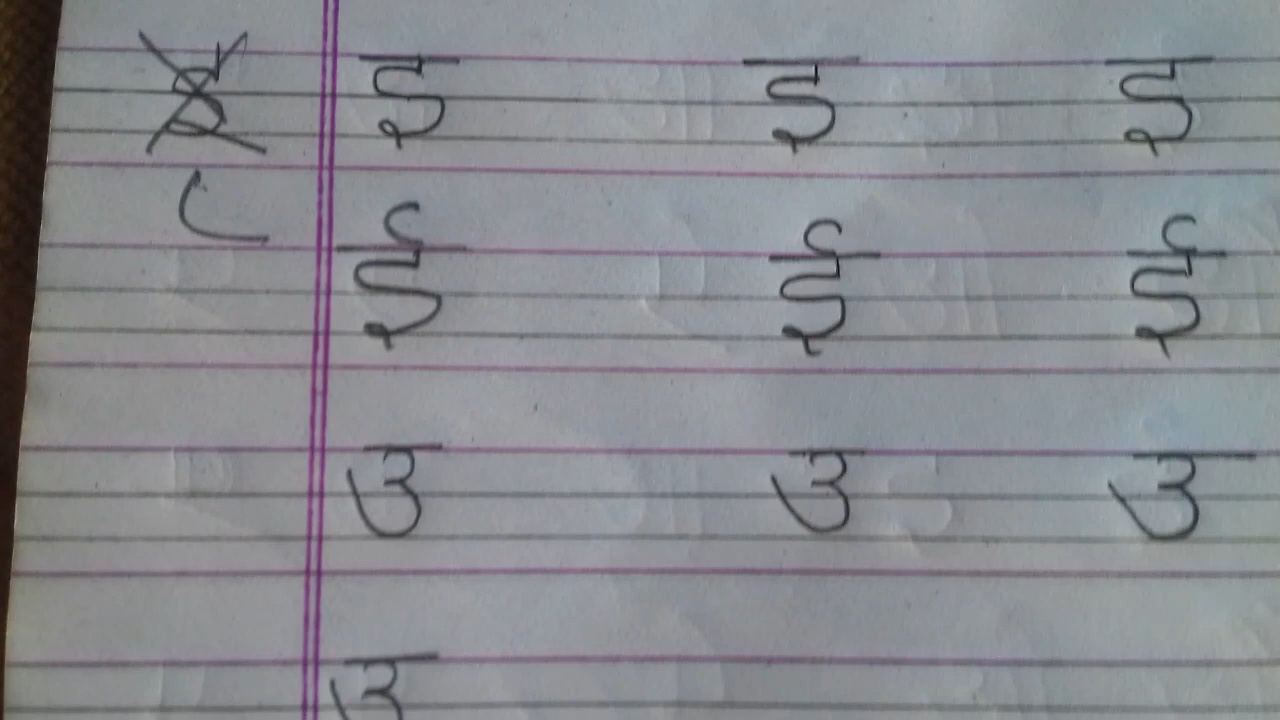 इ इ इ
ई ई ई
उ उ उ